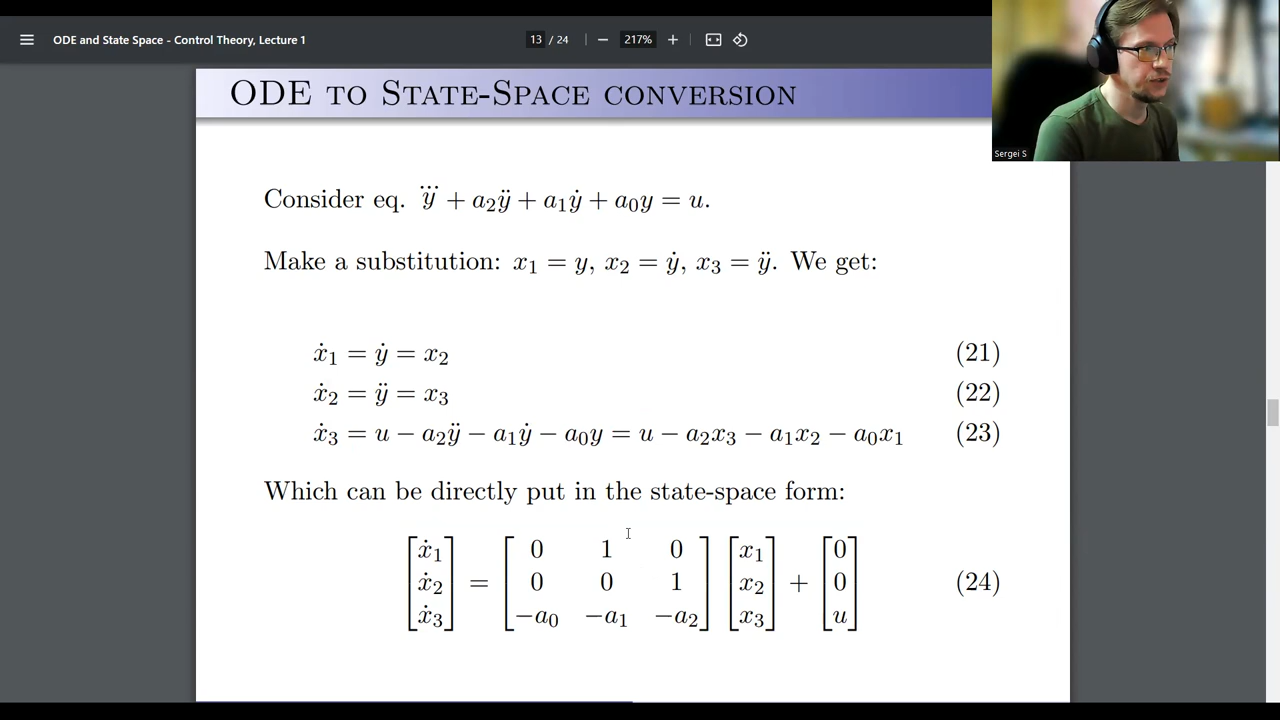 ODE and State Space - Control Theory, Lecture 1
13 / 24
217%
Sergei S
ODE to State-Space conversion
Consider eq. y⃛ + a₂ÿ + a₁ẏ + a₀y = u.
Make a substitution: x₁ = y, x₂ = ẏ, x₃ = ÿ. We get:
ẋ₁ = ẏ = x₂ (21)
ẋ₂ = ÿ = x₃ (22)
ẋ₃ = u − a₂ÿ − a₁ẏ − a₀y = u − a₂x₃ − a₁x₂ − a₀x₁ (23)
Which can be directly put in the state-space form:
[ẋ₁] [0 1 0] [x₁] [0]
[ẋ₂] = [0 0 1] [x₂] + [0] (24)
[ẋ₃] [−a₀ −a₁ −a₂] [x₃] [u]